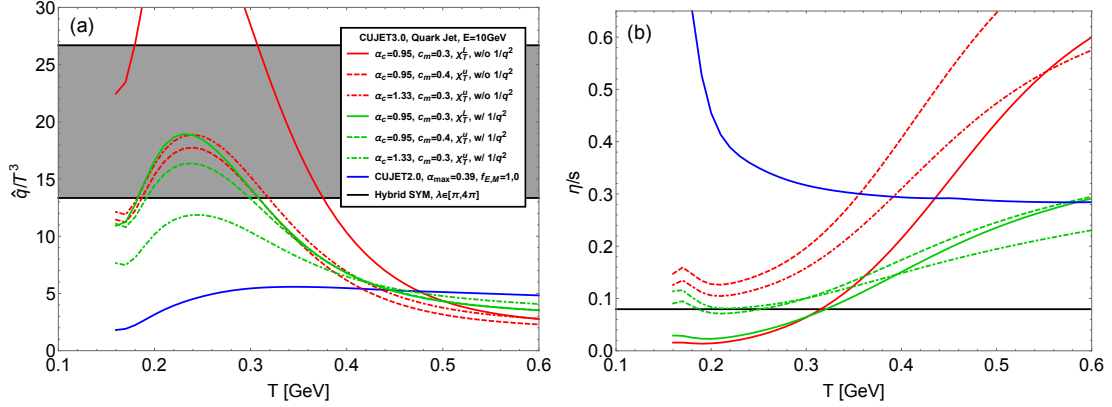 (a)
30
25
20
15
10
5
0
q̂/T³
0.1 0.2 0.3 0.4 0.5 0.6
T [GeV]
CUJET3.0, Quark Jet, E=10GeV
α_c=0.95, c_m=0.3, χ_T^L, w/o 1/q²
α_c=0.95, c_m=0.4, χ_T^u, w/o 1/q²
α_c=1.33, c_m=0.3, χ_T^u, w/o 1/q²
α_c=0.95, c_m=0.3, χ_T^L, w/ 1/q²
α_c=0.95, c_m=0.4, χ_T^u, w/ 1/q²
α_c=1.33, c_m=0.3, χ_T^u, w/ 1/q²
CUJET2.0, α_max=0.39, f_E,M=1,0
Hybrid SYM, λ∈[π,4π]
(b)
0.6
0.5
0.4
0.3
0.2
0.1
0.0
η/s
0.1 0.2 0.3 0.4 0.5 0.6
T [GeV]